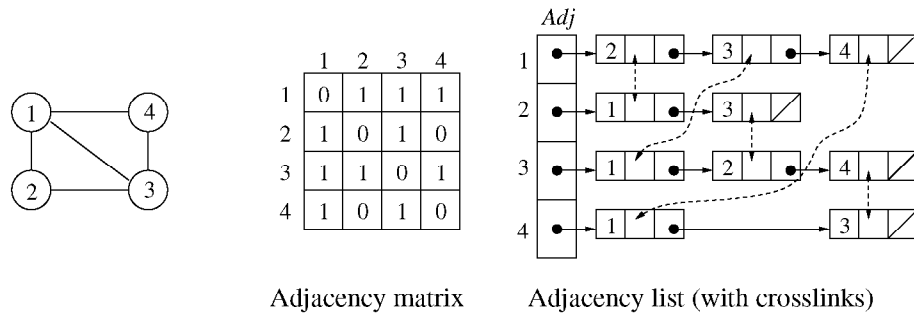 Adj
1 2 3 4
1 0 1 1 1
2 1 0 1 0
3 1 1 0 1
4 1 0 1 0
1 4
2 3
1 2 3 4
2 1 3
3 1 2 4
4 1 3
Adjacency matrix
Adjacency list (with crosslinks)